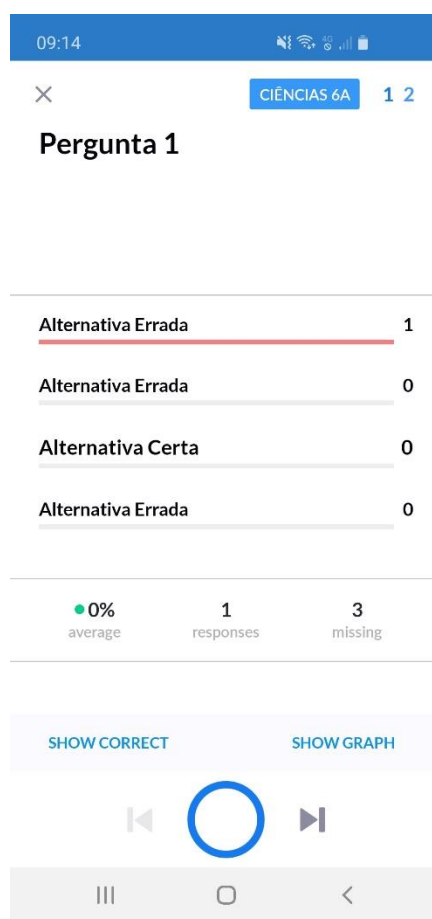 09:14
CIÊNCIAS 6A 1 2
Pergunta 1
Alternativa Errada 1
Alternativa Errada 0
Alternativa Certa 0
Alternativa Errada 0
0% 1 3
average responses missing
SHOW CORRECT SHOW GRAPH